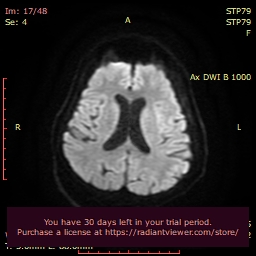 Im: 17/48
Se: 4
A
STP79
STP79
F
Ax DWI B 1000
R
L
You have 30 days left in your trial period.
Purchase a license at https://radiantviewer.com/store/